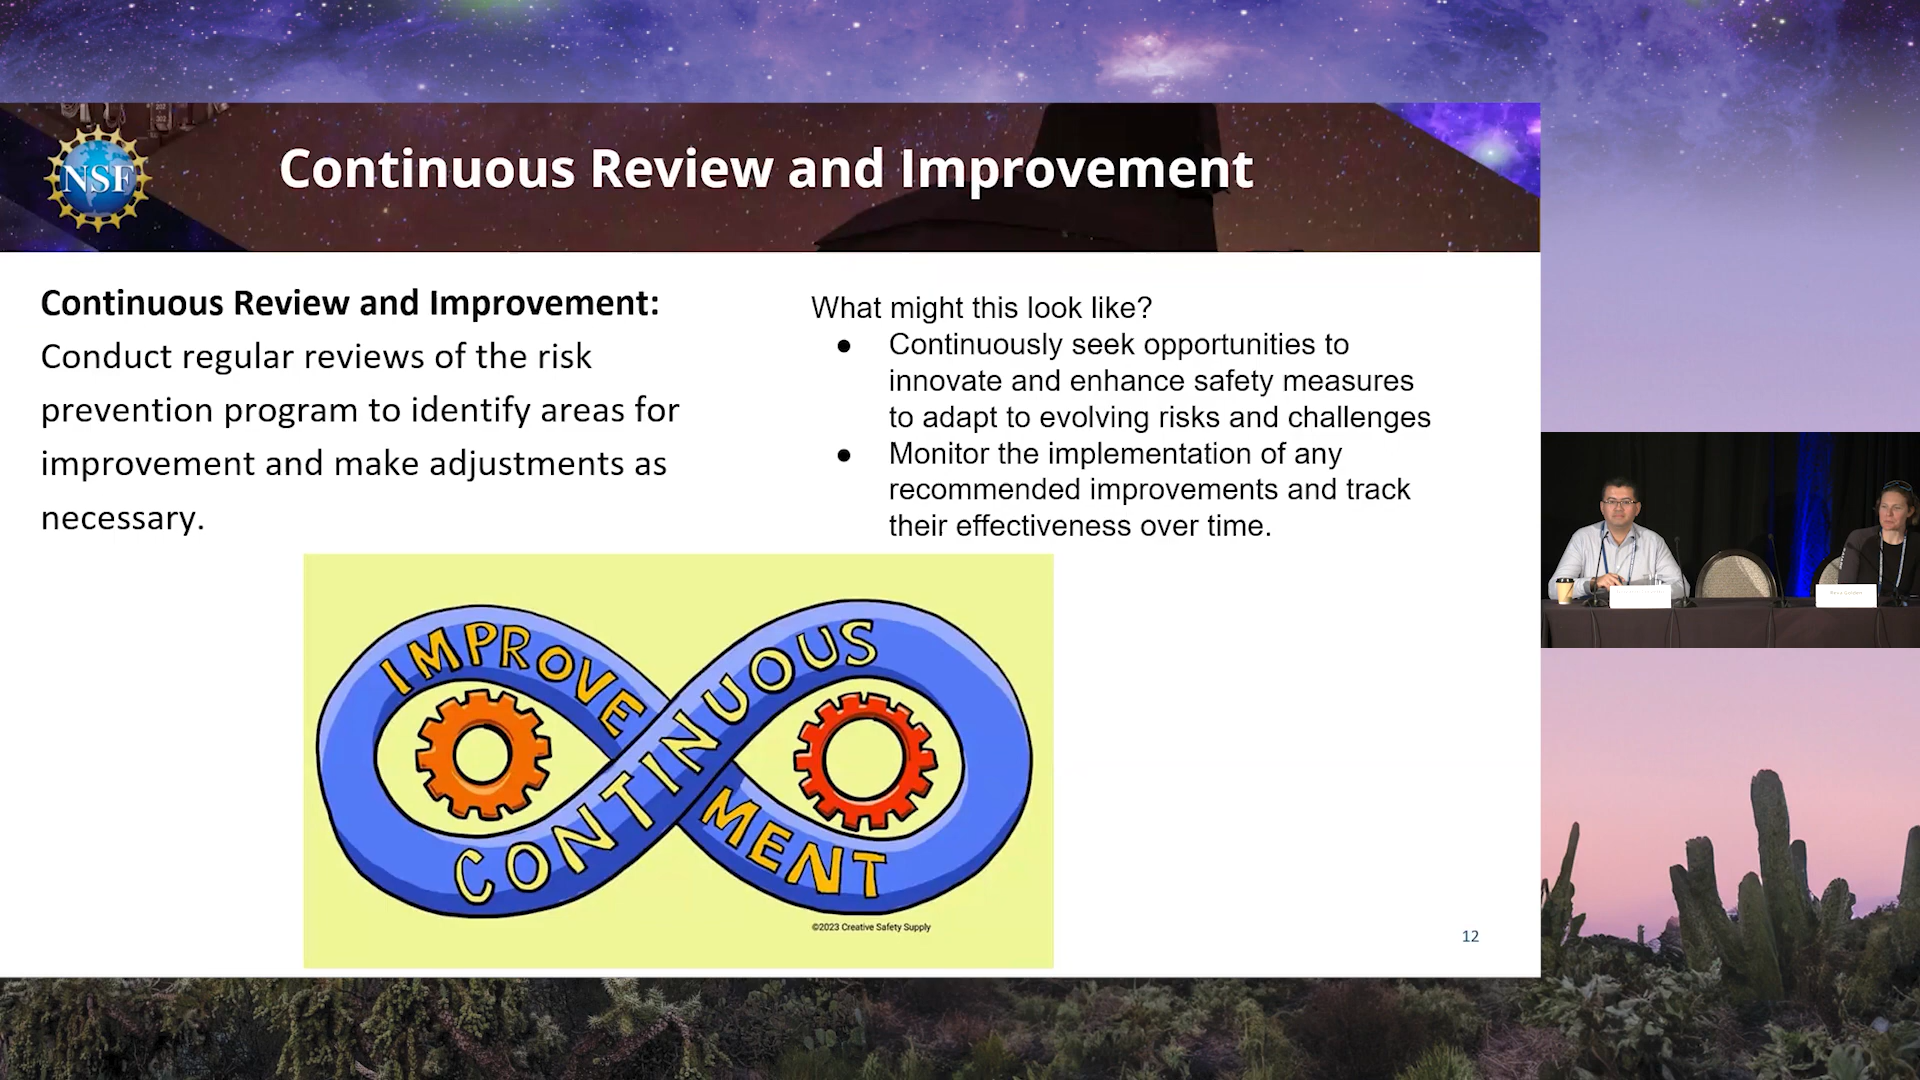 NSF
Continuous Review and Improvement
Continuous Review and Improvement:
Conduct regular reviews of the risk
prevention program to identify areas for
improvement and make adjustments as
necessary.
What might this look like?
● Continuously seek opportunities to
innovate and enhance safety measures
to adapt to evolving risks and challenges
● Monitor the implementation of any
recommended improvements and track
their effectiveness over time.
IMPROVE
CONTINUOUS
MENT
©2023 Creative Safety Supply
12